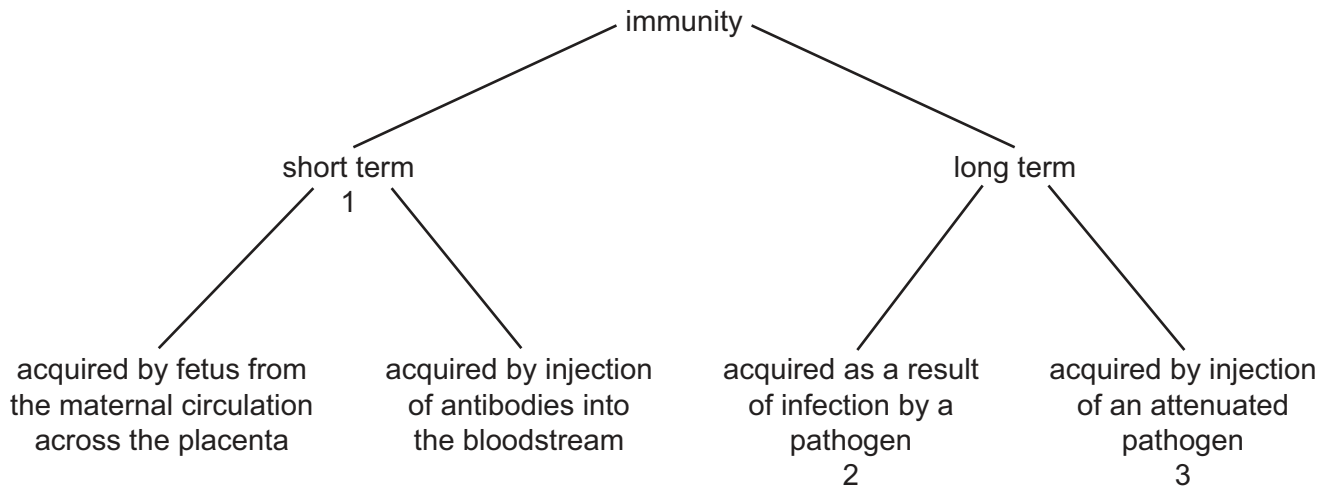 immunity
short term
1
long term
acquired by fetus from
the maternal circulation
across the placenta
acquired by injection
of antibodies into
the bloodstream
acquired as a result
of infection by a
pathogen
2
acquired by injection
of an attenuated
pathogen
3